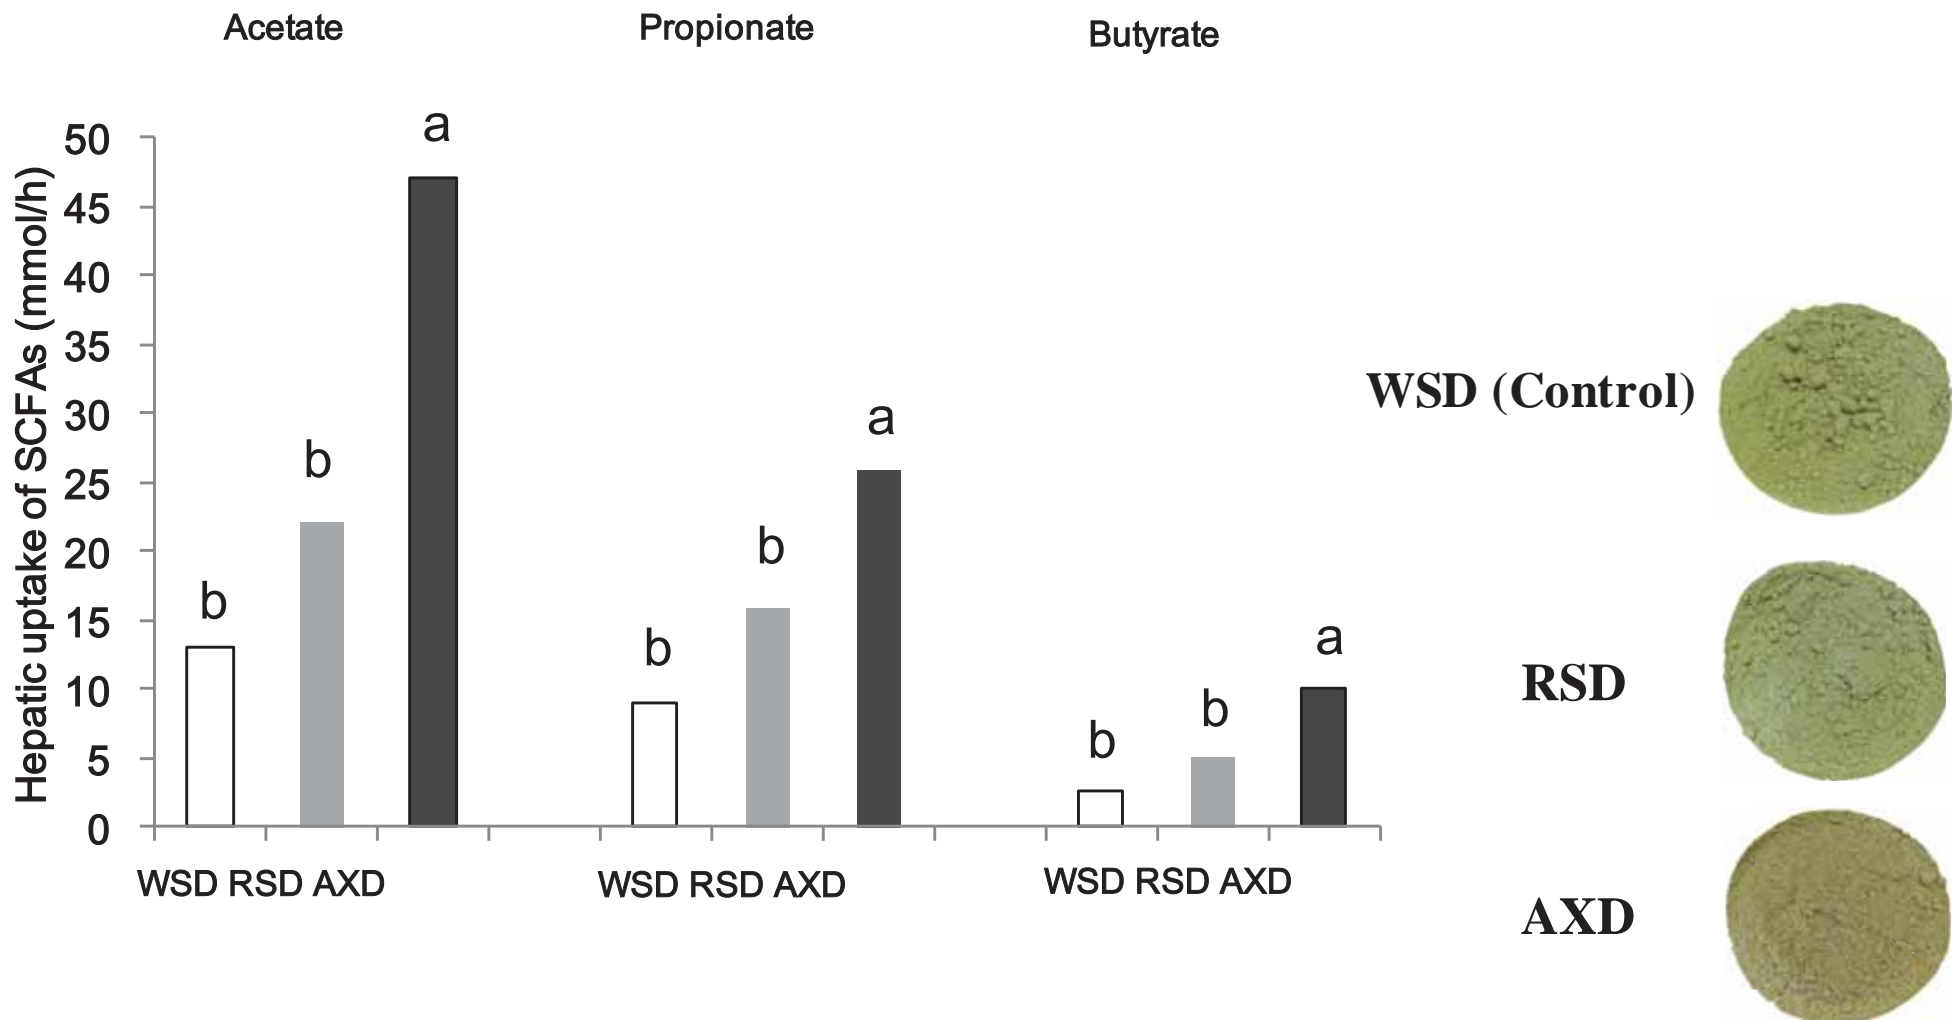 Acetate
Propionate
Butyrate
Hepatic uptake of SCFAs (mmol/h)
50
45
40
35
30
25
20
15
10
5
0
b
b
a
b
b
a
b
b
a
WSD RSD AXD
WSD RSD AXD
WSD RSD AXD
WSD (Control)
RSD
AXD